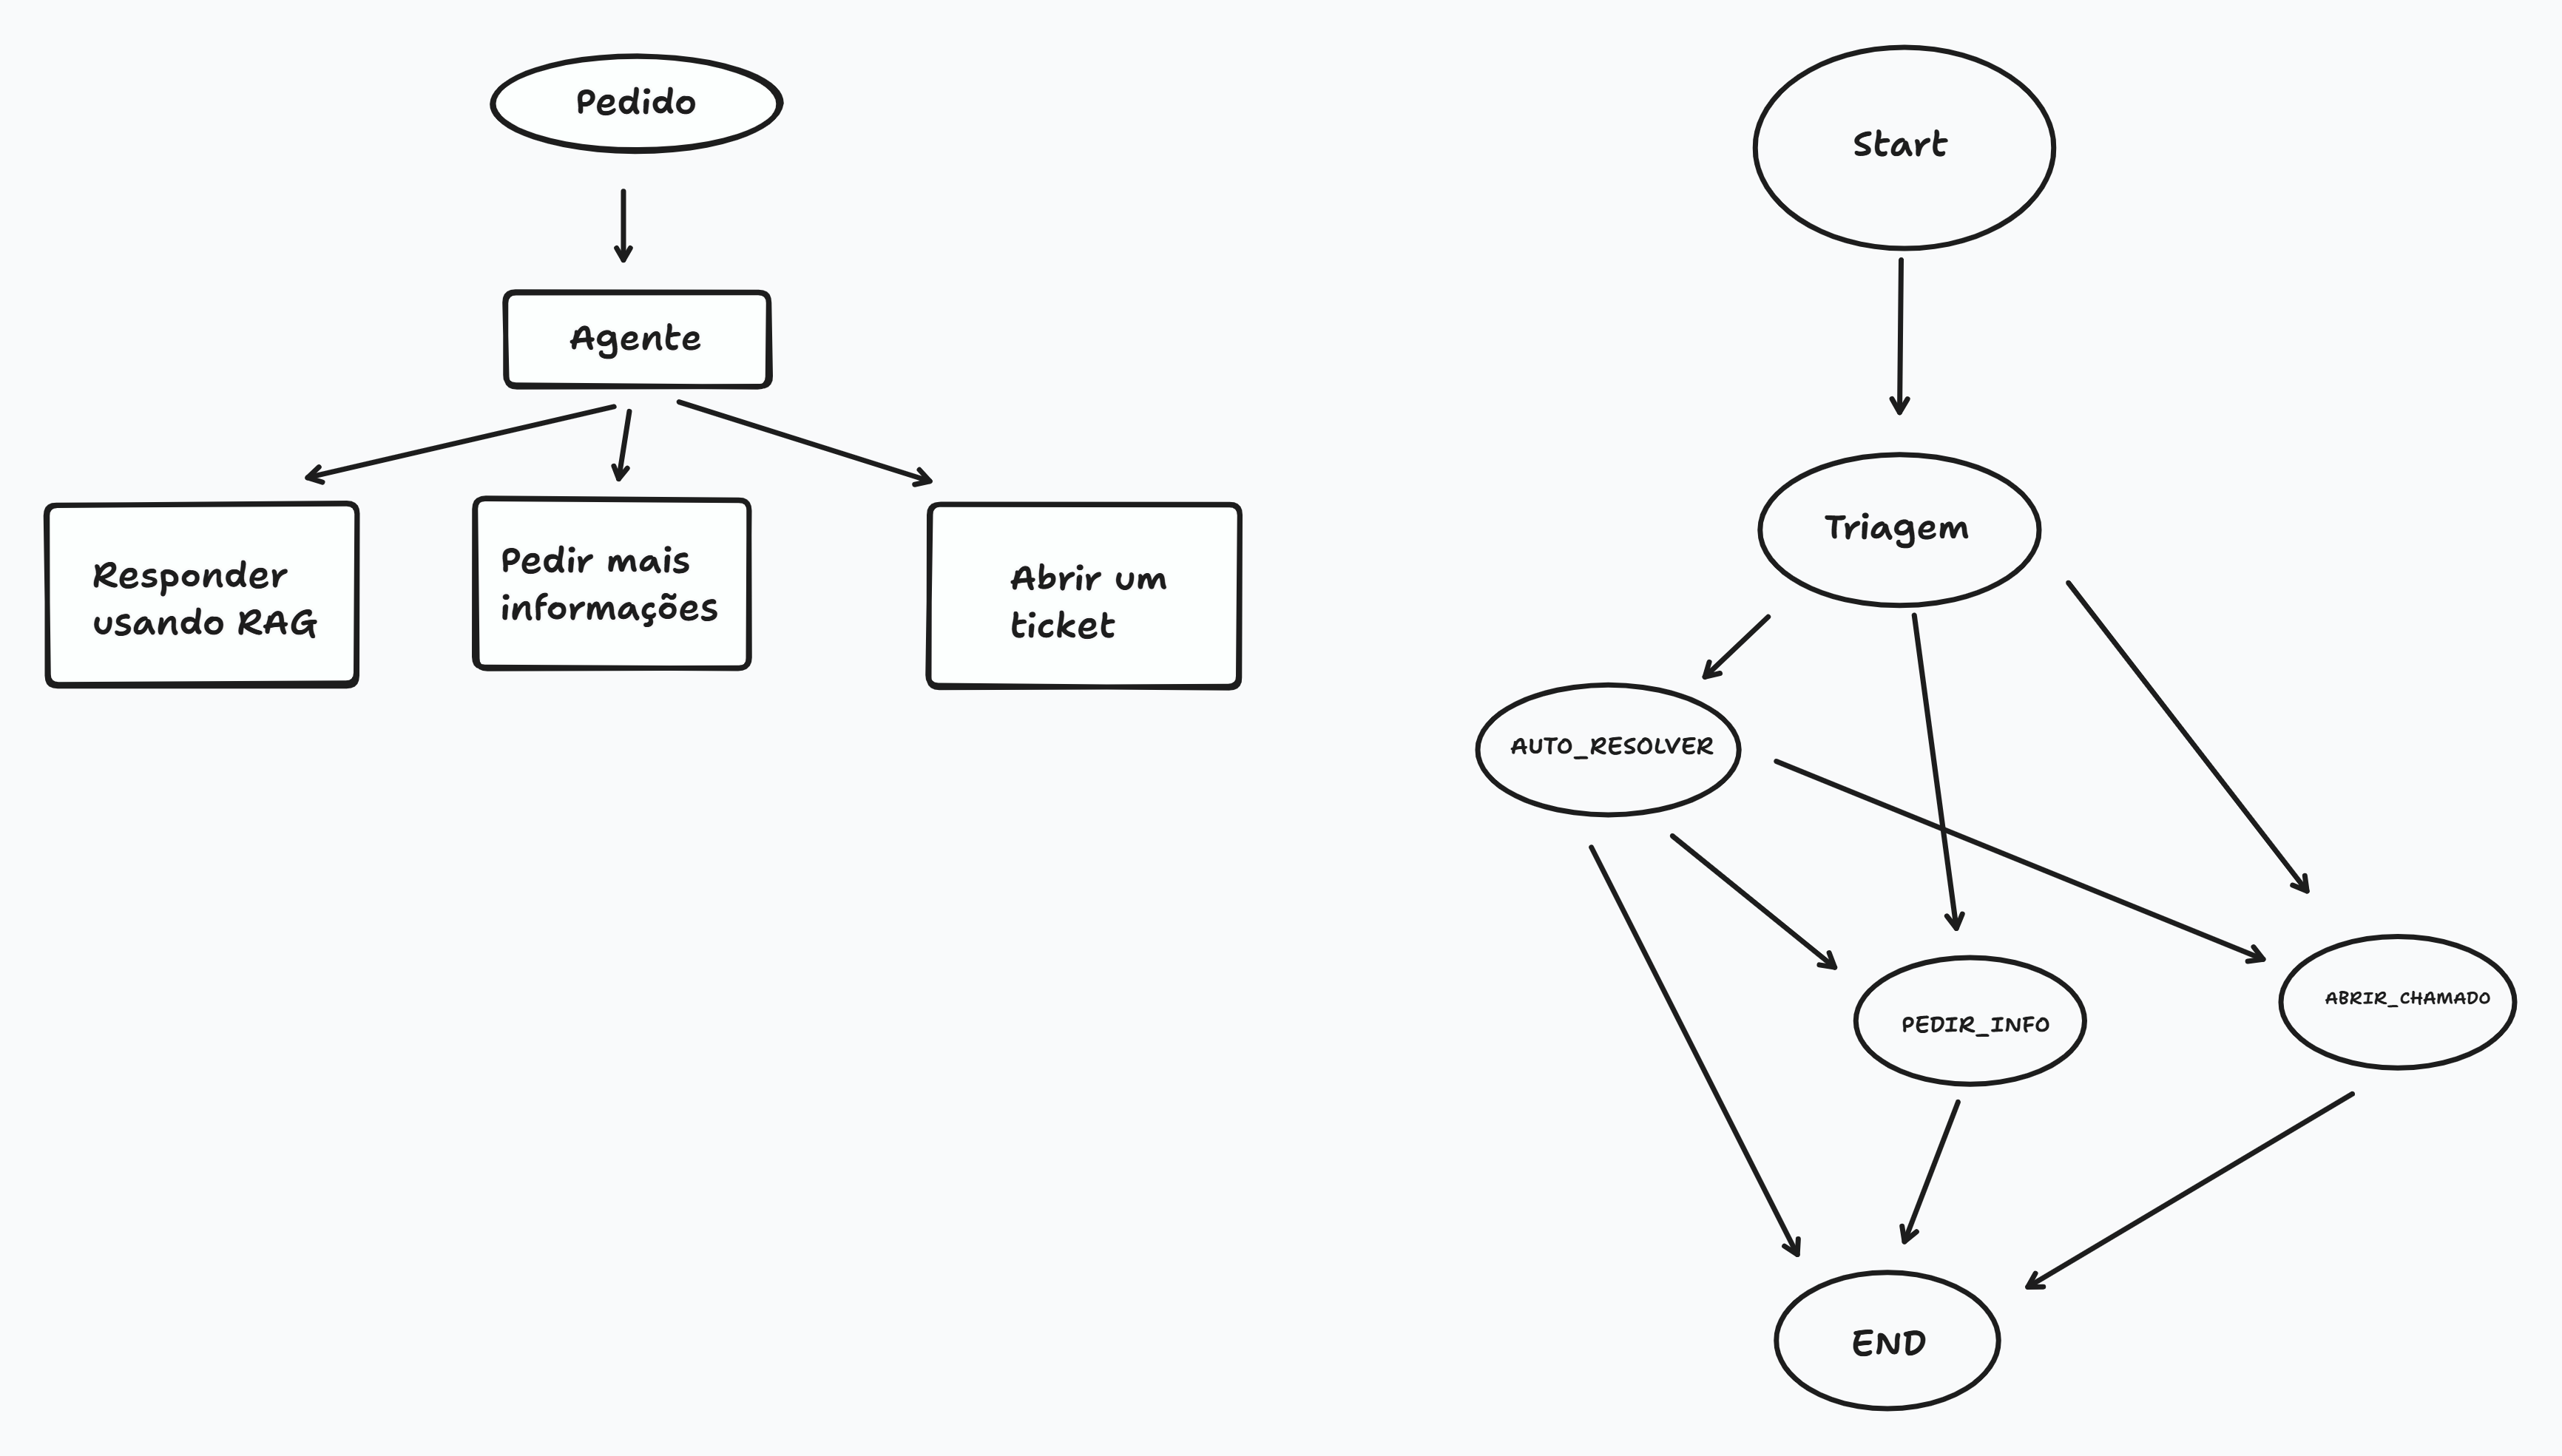 Pedido
Agente
Responder
usando RAG
Pedir mais
informações
Abrir um
ticket
Start
Triagem
AUTO_RESOLVER
PEDIR_INFO
ABRIR_CHAMADO
END